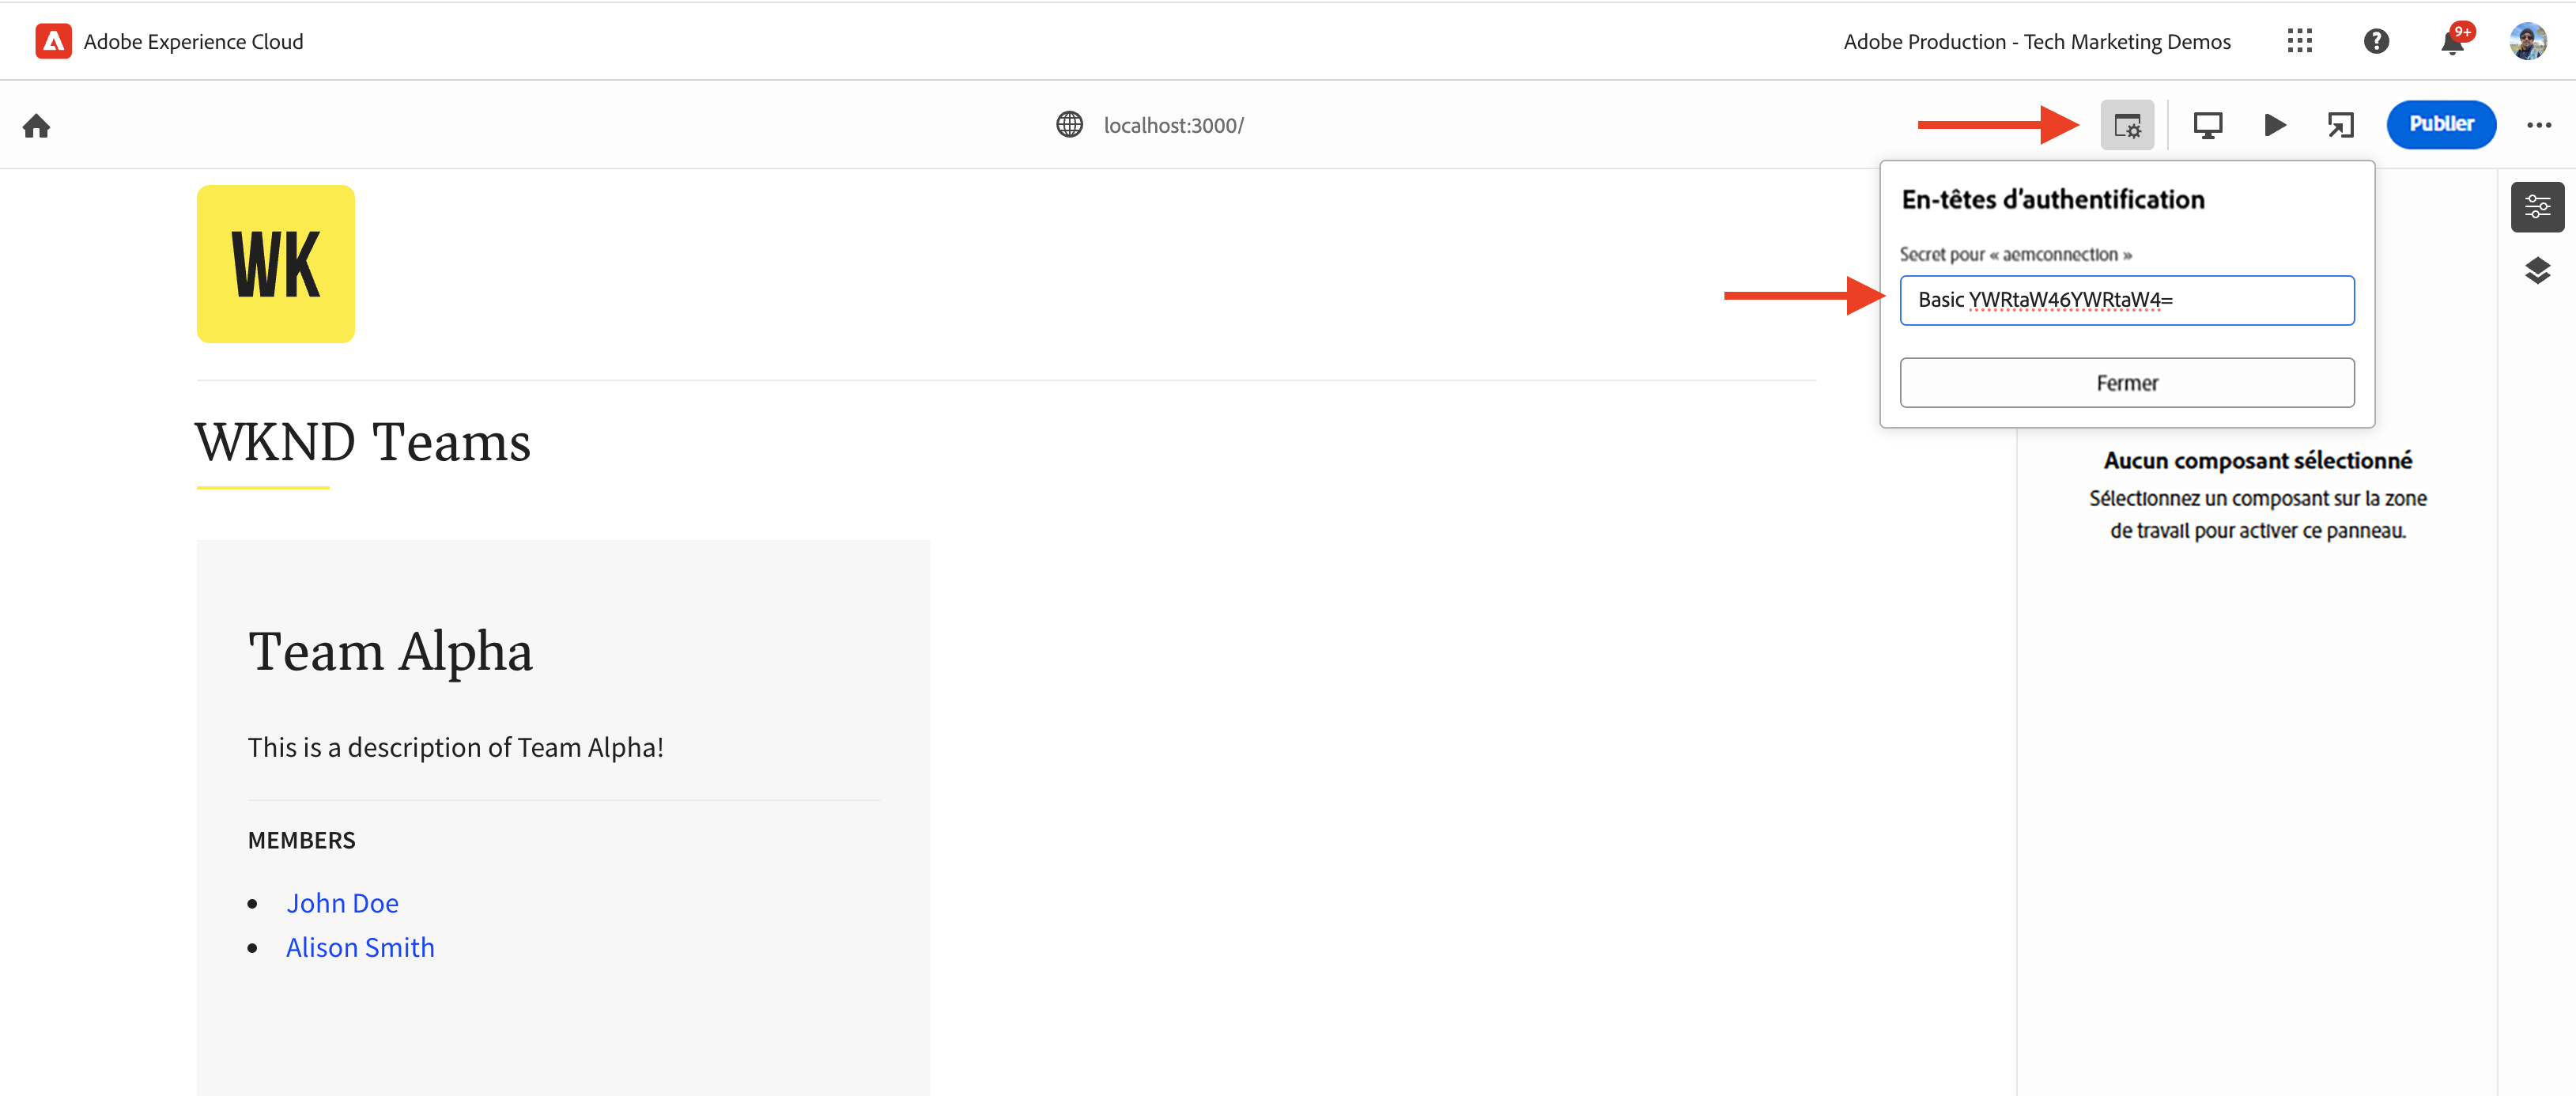 Adobe Experience Cloud
Adobe Production - Tech Marketing Demos
9+
localhost:3000/
Publier
En-têtes d'authentification
Secret pour « aemconnection »
Basic YWRtaW46YWRtaW4=
Fermer
WK
WKND Teams
Aucun composant sélectionné
Sélectionnez un composant sur la zone
de travail pour activer ce panneau.
Team Alpha
This is a description of Team Alpha!
MEMBERS
John Doe
Alison Smith